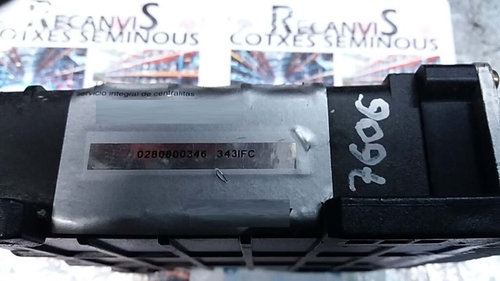 RECANVIS
COTXES SEMINOUS
RECANVIS
COTXES SEMINOUS
servicio integral de centralitas
0280800346 343IFC
7606